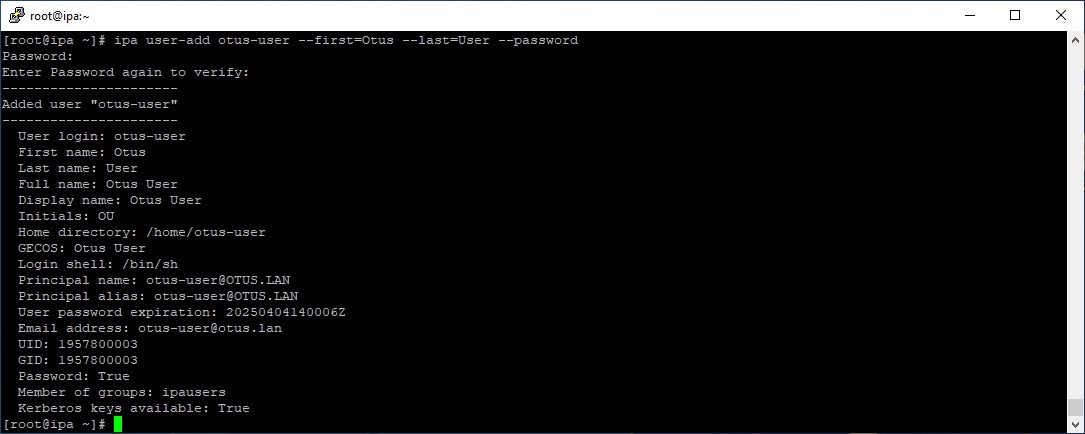 root@ipa:~
[root@ipa ~]# ipa user-add otus-user --first=Otus --last=User --password
Password:
Enter Password again to verify:
----------------------
Added user "otus-user"
----------------------
  User login: otus-user
  First name: Otus
  Last name: User
  Full name: Otus User
  Display name: Otus User
  Initials: OU
  Home directory: /home/otus-user
  GECOS: Otus User
  Login shell: /bin/sh
  Principal name: otus-user@OTUS.LAN
  Principal alias: otus-user@OTUS.LAN
  User password expiration: 20250404140006Z
  Email address: otus-user@otus.lan
  UID: 1957800003
  GID: 1957800003
  Password: True
  Member of groups: ipausers
  Kerberos keys available: True
[root@ipa ~]#